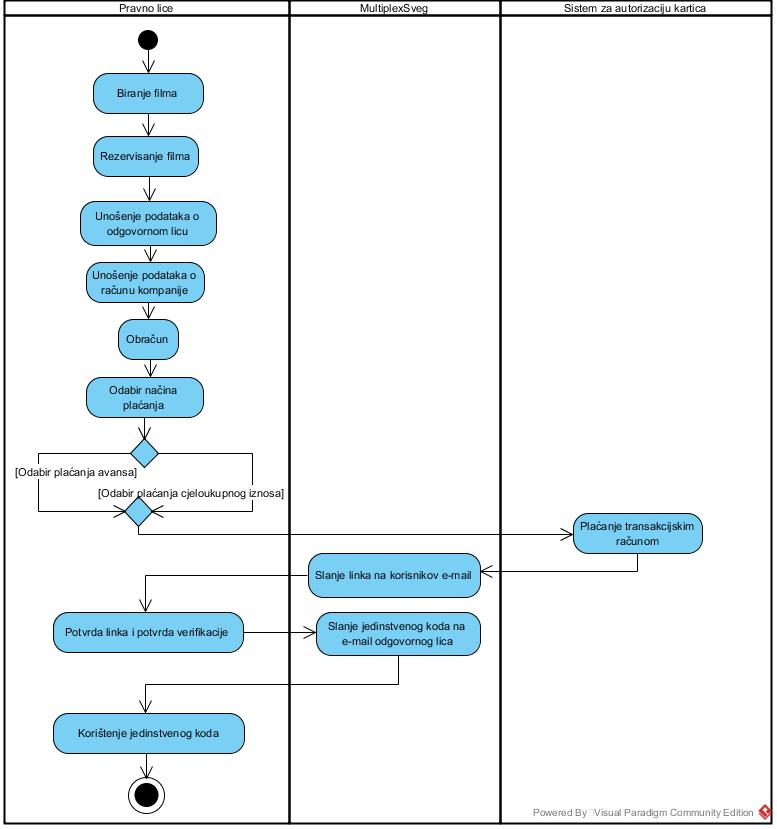 Pravno lice
MultiplexSveg
Sistem za autorizaciju kartica
Biranje filma
Rezervisanje filma
Unošenje podataka o
odgovornom licu
Unošenje podataka o
računu kompanije
Obračun
Odabir načina
plaćanja
[Odabir plaćanja avansa]
[Odabir plaćanja cjeloukupnog iznosa]
Plaćanje transakcijskim
računom
Slanje linka na korisnikov e-mail
Potvrda linka i potvrda verifikacije
Slanje jedinstvenog koda na
e-mail odgovornog lica
Korištenje jedinstvenog koda
Powered By Visual Paradigm Community Edition